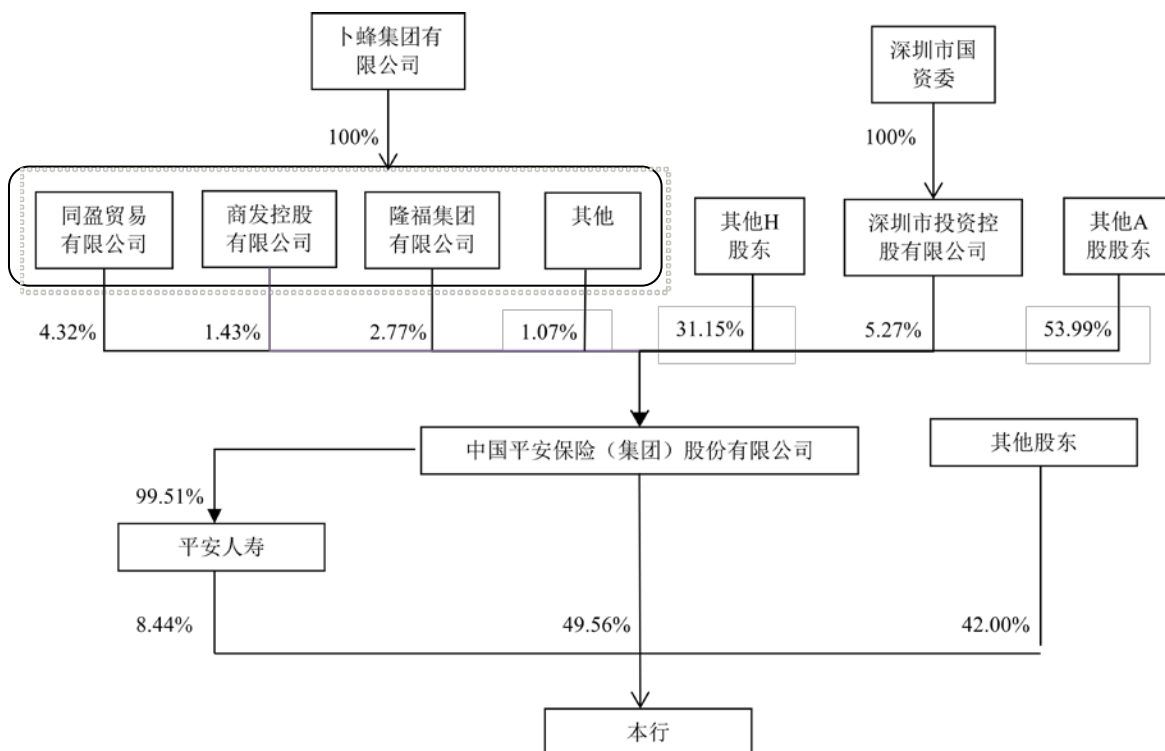 卜蜂集团有
限公司
深圳市国
资委
100%
100%
同盈贸易
有限公司
商发控股
有限公司
隆福集团
有限公司
其他
其他H
股东
深圳市投资控
股有限公司
其他A
股股东
4.32%
1.43%
2.77%
1.07%
31.15%
5.27%
53.99%
中国平安保险（集团）股份有限公司
其他股东
99.51%
平安人寿
8.44%
49.56%
42.00%
本行